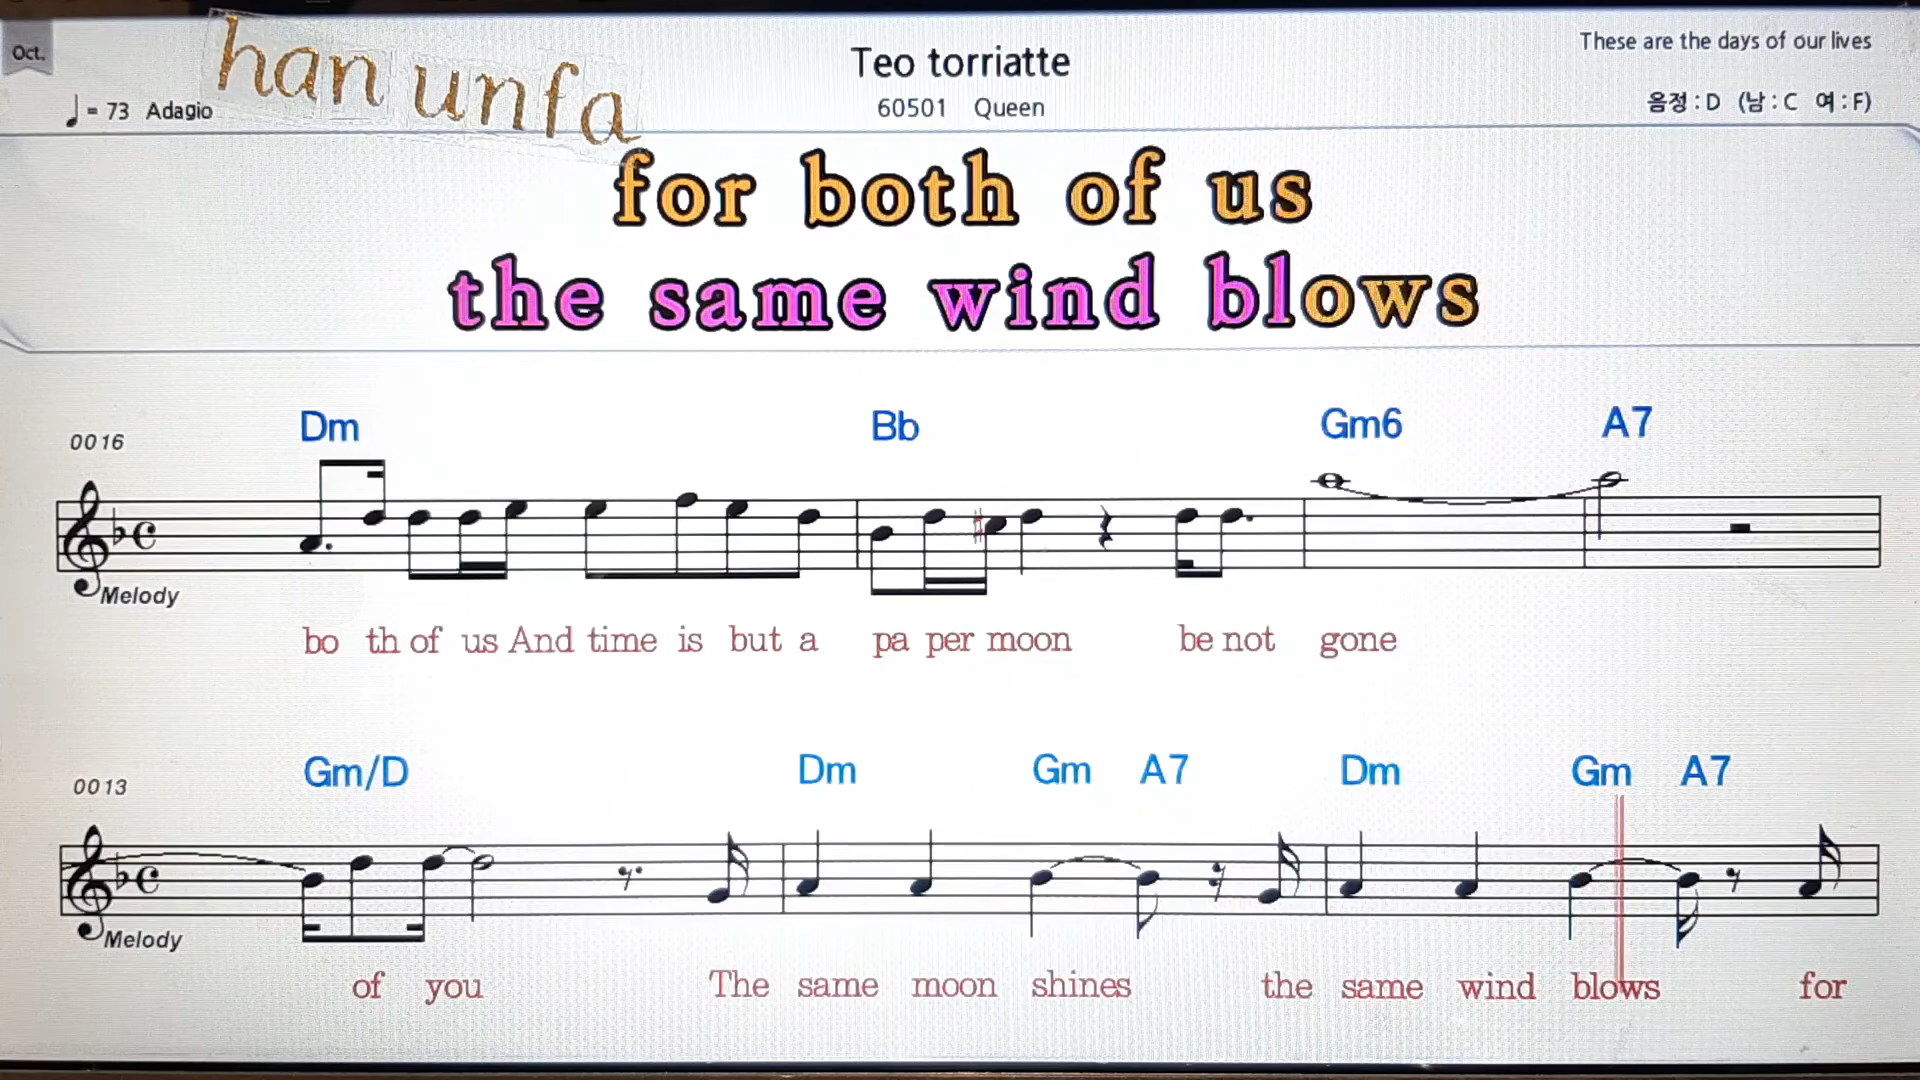 Oct.
han unfa
Teo torriatte
These are the days of our lives
= 73 Adagio
60501 Queen
음정 : D (남 : C 여 : F)
for both of us
the same wind blows
Dm Bb Gm6 A7
0016
Melody
bo th of us And time is but a pa per moon be not gone
Gm/D Dm Gm A7 Dm Gm A7
0013
Melody
of you The same moon shines the same wind blows for